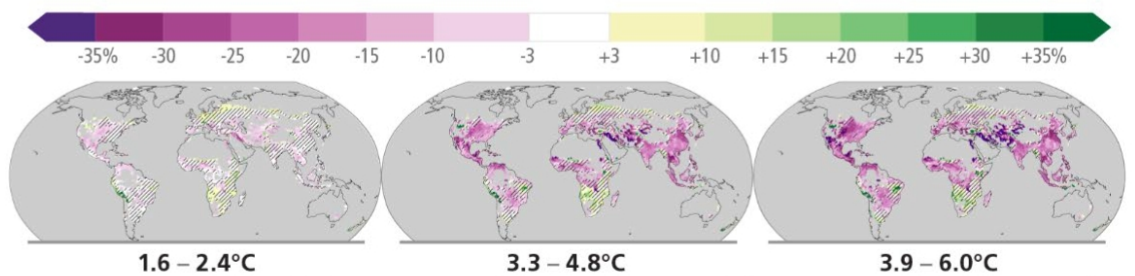 -35% -30 -25 -20 -15 -10 -3 +3 +10 +15 +20 +25 +30 +35%
1.6 – 2.4°C 3.3 – 4.8°C 3.9 – 6.0°C